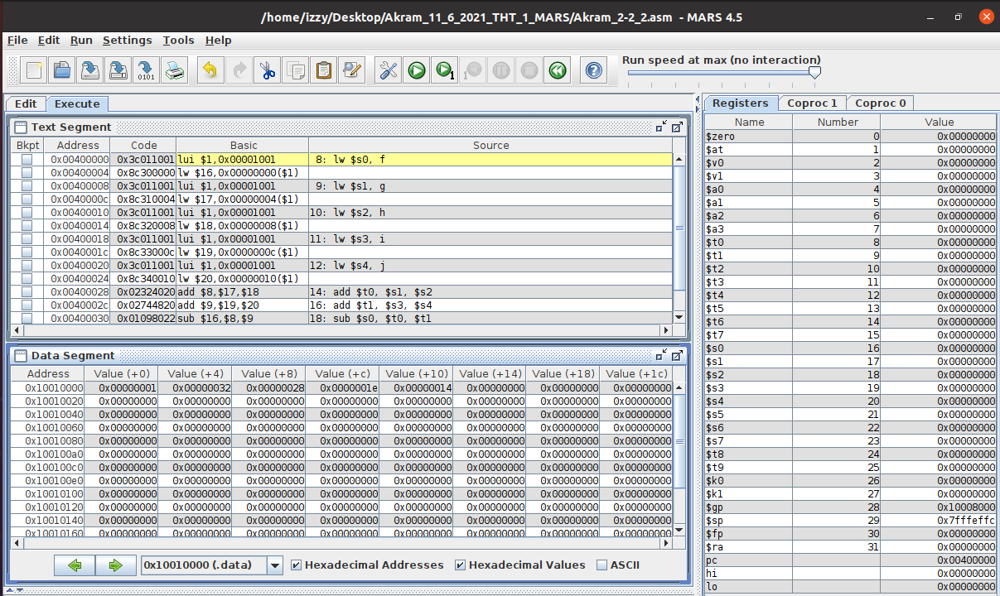 /home/izzy/Desktop/Akram_11_6_2021_THT_1_MARS/Akram_2-2_2.asm - MARS 4.5
File Edit Run Settings Tools Help
Run speed at max (no interaction)
Edit Execute
Text Segment
Bkpt Address Code Basic Source
0x00400000 0x3c011001 lui $1,0x00001001 8: lw $s0, f
0x00400004 0x8c300000 lw $16,0x00000000($1)
0x00400008 0x3c011001 lui $1,0x00001001 9: lw $s1, g
0x0040000c 0x8c310004 lw $17,0x00000004($1)
0x00400010 0x3c011001 lui $1,0x00001001 10: lw $s2, h
0x00400014 0x8c320008 lw $18,0x00000008($1)
0x00400018 0x3c011001 lui $1,0x00001001 11: lw $s3, i
0x0040001c 0x8c33000c lw $19,0x0000000c($1)
0x00400020 0x3c011001 lui $1,0x00001001 12: lw $s4, j
0x00400024 0x8c340010 lw $20,0x00000010($1)
0x00400028 0x02324020 add $8,$17,$18 14: add $t0, $s1, $s2
0x0040002c 0x02744820 add $9,$19,$20 16: add $t1, $s3, $s4
0x00400030 0x01098022 sub $16,$8,$9 18: sub $s0, $t0, $t1
Data Segment
Address Value (+0) Value (+4) Value (+8) Value (+c) Value (+10) Value (+14) Value (+18) Value (+1c)
0x10010000 0x00000001 0x00000032 0x00000028 0x0000001e 0x00000014 0x00000000 0x00000000 0x00000000
0x10010020 0x00000000 0x00000000 0x00000000 0x00000000 0x00000000 0x00000000 0x00000000 0x00000000
0x10010040 0x00000000 0x00000000 0x00000000 0x00000000 0x00000000 0x00000000 0x00000000 0x00000000
0x10010060 0x00000000 0x00000000 0x00000000 0x00000000 0x00000000 0x00000000 0x00000000 0x00000000
0x10010080 0x00000000 0x00000000 0x00000000 0x00000000 0x00000000 0x00000000 0x00000000 0x00000000
0x100100a0 0x00000000 0x00000000 0x00000000 0x00000000 0x00000000 0x00000000 0x00000000 0x00000000
0x100100c0 0x00000000 0x00000000 0x00000000 0x00000000 0x00000000 0x00000000 0x00000000 0x00000000
0x100100e0 0x00000000 0x00000000 0x00000000 0x00000000 0x00000000 0x00000000 0x00000000 0x00000000
0x10010100 0x00000000 0x00000000 0x00000000 0x00000000 0x00000000 0x00000000 0x00000000 0x00000000
0x10010120 0x00000000 0x00000000 0x00000000 0x00000000 0x00000000 0x00000000 0x00000000 0x00000000
0x10010140 0x00000000 0x00000000 0x00000000 0x00000000 0x00000000 0x00000000 0x00000000 0x00000000
0x10010160 0x00000000 0x00000000 0x00000000 0x00000000 0x00000000 0x00000000 0x00000000 0x00000000
0x10010000 (.data) Hexadecimal Addresses Hexadecimal Values ASCII
Registers Coproc 1 Coproc 0
Name Number Value
$zero 0 0x00000000
$at 1 0x00000000
$v0 2 0x00000000
$v1 3 0x00000000
$a0 4 0x00000000
$a1 5 0x00000000
$a2 6 0x00000000
$a3 7 0x00000000
$t0 8 0x00000000
$t1 9 0x00000000
$t2 10 0x00000000
$t3 11 0x00000000
$t4 12 0x00000000
$t5 13 0x00000000
$t6 14 0x00000000
$t7 15 0x00000000
$s0 16 0x00000000
$s1 17 0x00000000
$s2 18 0x00000000
$s3 19 0x00000000
$s4 20 0x00000000
$s5 21 0x00000000
$s6 22 0x00000000
$s7 23 0x00000000
$t8 24 0x00000000
$t9 25 0x00000000
$k0 26 0x00000000
$k1 27 0x00000000
$gp 28 0x10008000
$sp 29 0x7fffeffc
$fp 30 0x00000000
$ra 31 0x00000000
pc 0x00400000
hi 0x00000000
lo 0x00000000